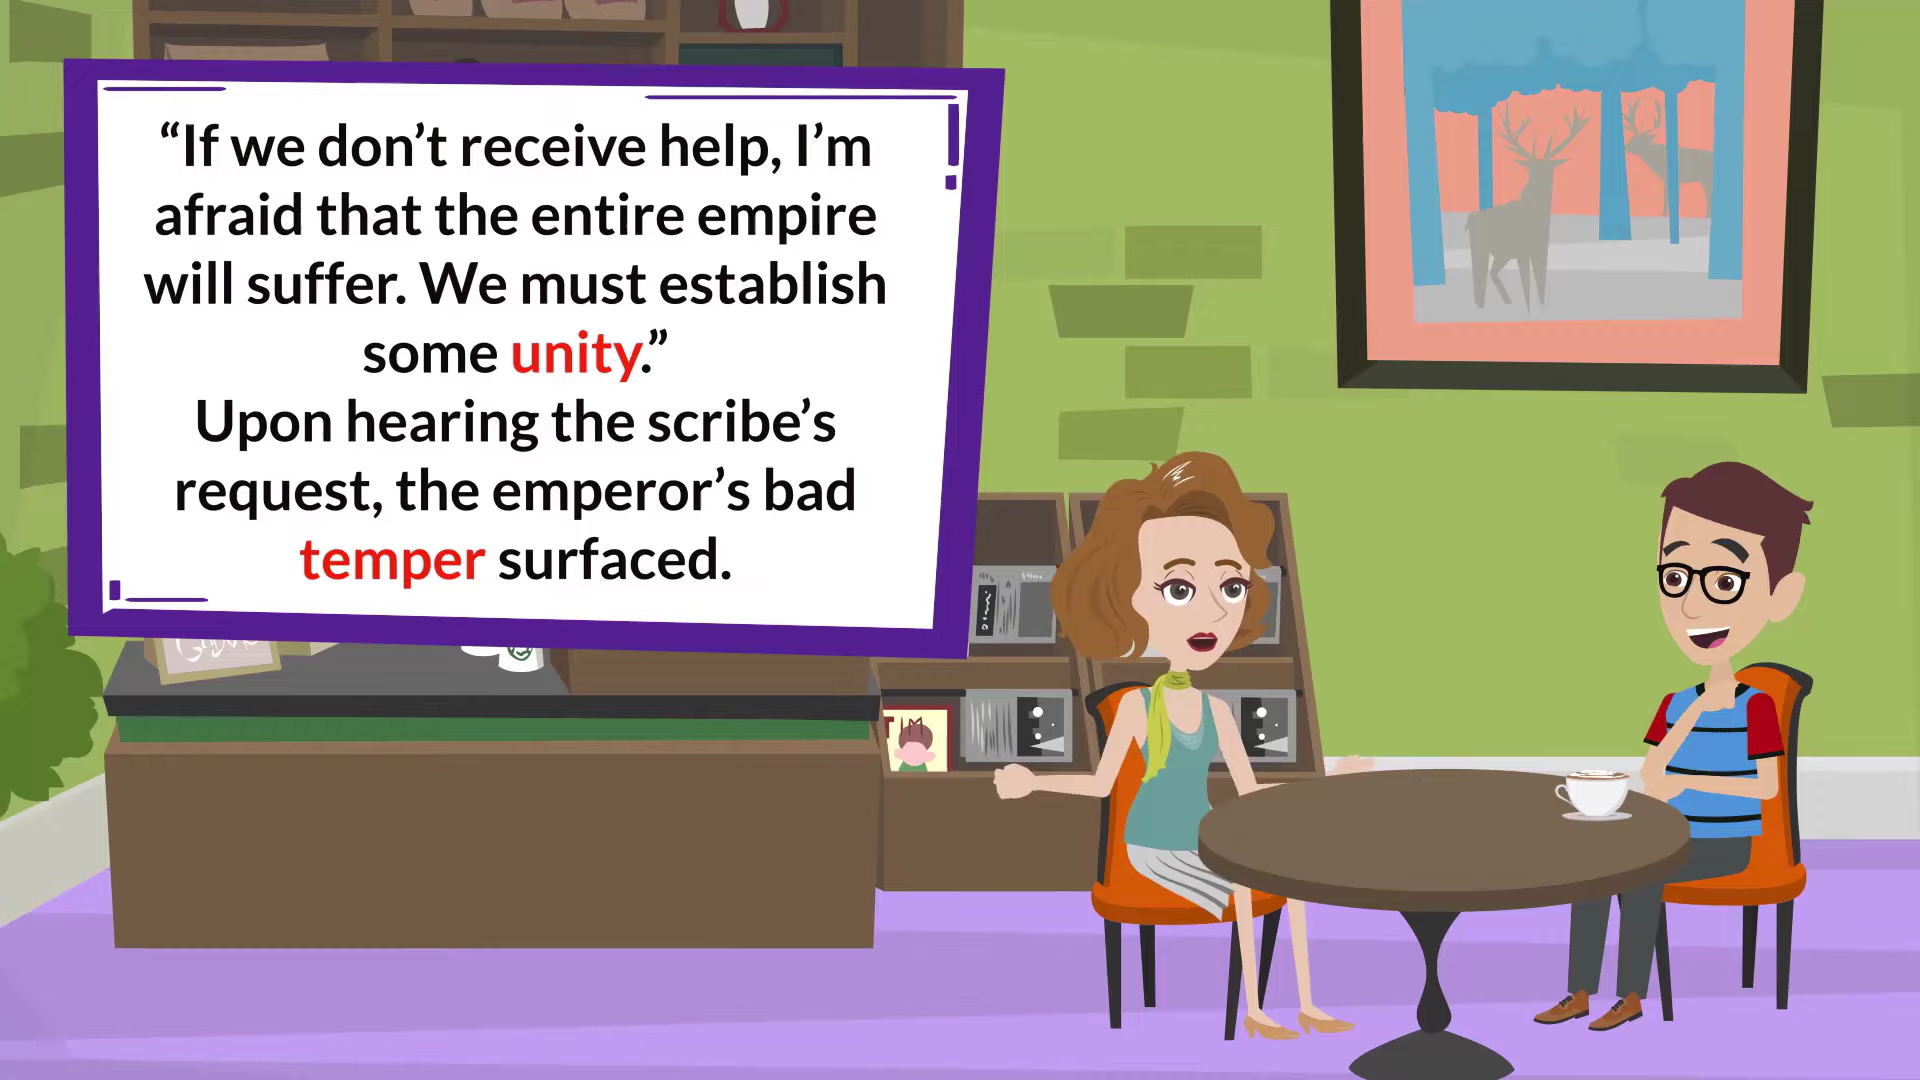 “If we don’t receive help, I’m
afraid that the entire empire
will suffer. We must establish
some unity.”
Upon hearing the scribe’s
request, the emperor’s bad
temper surfaced.